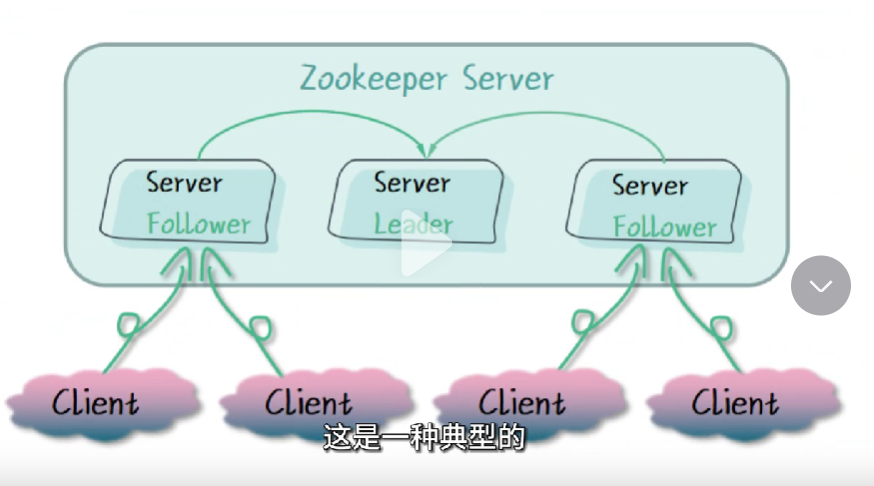 Zookeeper Server
Server
Follower
Server
Leader
Server
Follower
Client
Client
Client
Client
这是一种典型的